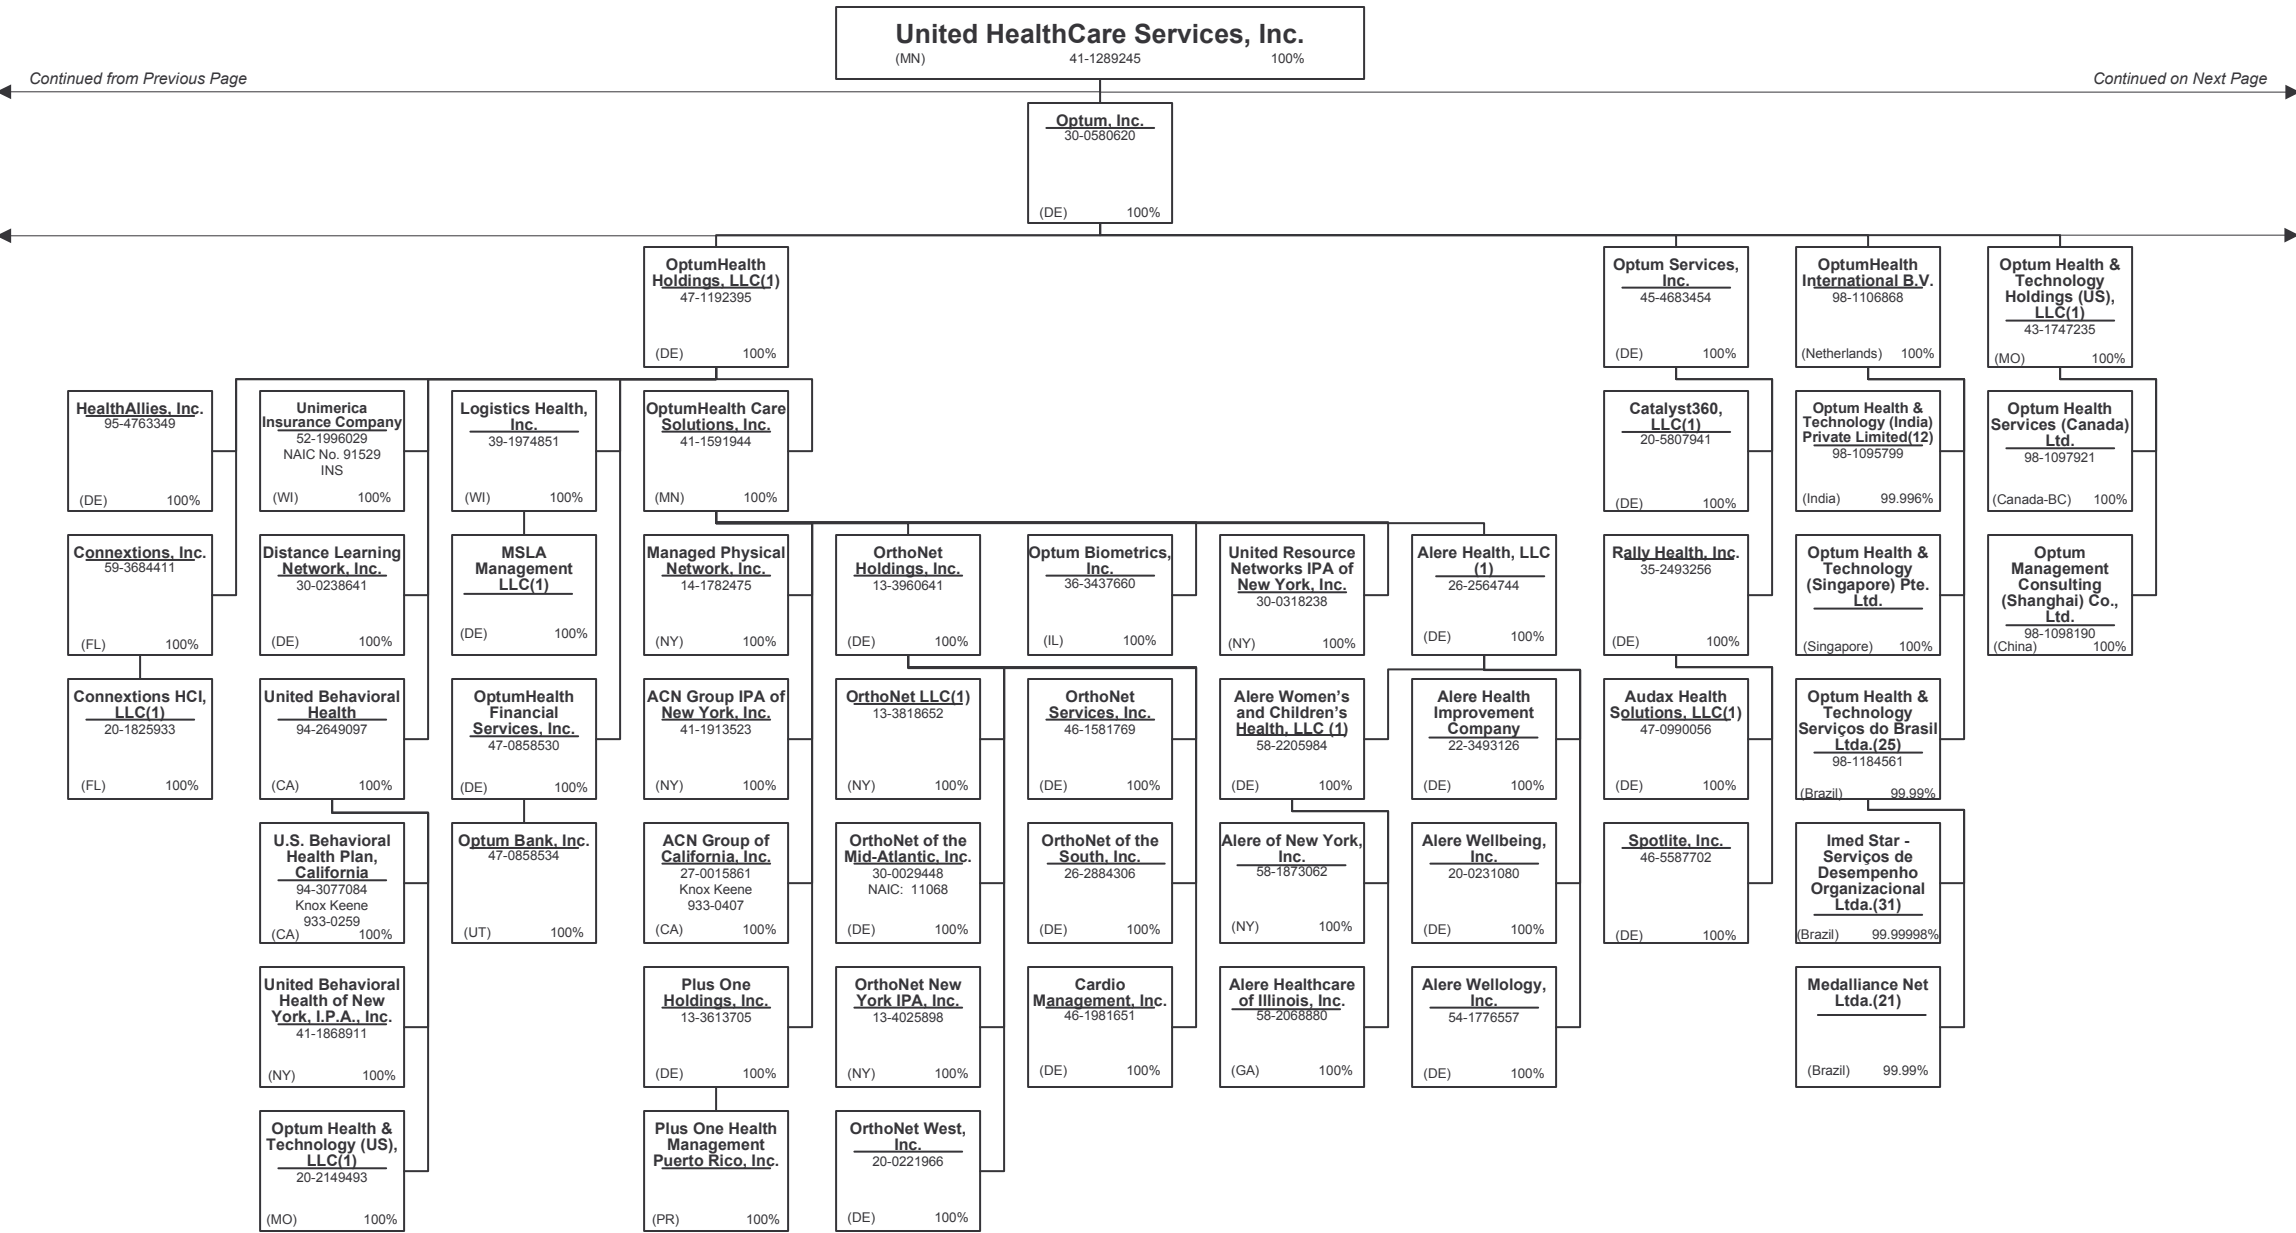 United HealthCare Services, Inc.
(MN) 41-1289245 100%
Continued from Previous Page
Continued on Next Page
Optum, Inc.
30-0580620
(DE) 100%
OptumHealth
Holdings, LLC(1)
47-1192395
(DE) 100%
Optum Services,
Inc.
45-4683454
(DE) 100%
OptumHealth
International B.V.
98-1106868
(Netherlands) 100%
Optum Health &
Technology
Holdings (US),
LLC(1)
43-1747235
(MO) 100%
HealthAllies, Inc.
95-4763349
(DE) 100%
Unimerica
Insurance Company
52-1996029
NAIC No. 91529
INS
(WI) 100%
Logistics Health,
Inc.
39-1974851
(WI) 100%
OptumHealth Care
Solutions, Inc.
41-1591944
(MN) 100%
Catalyst360,
LLC(1)
20-5807941
(DE) 100%
Optum Health &
Technology (India)
Private Limited(12)
98-1095799
(India) 99.996%
Optum Health
Services (Canada)
Ltd.
98-1097921
(Canada-BC) 100%
Connextions, Inc.
59-3684411
(FL) 100%
Distance Learning
Network, Inc.
30-0238641
(DE) 100%
MSLA
Management
LLC(1)
(DE) 100%
Managed Physical
Network, Inc.
14-1782475
(NY) 100%
OrthoNet
Holdings, Inc.
13-3960641
(DE) 100%
Optum Biometrics,
Inc.
36-3437660
(IL) 100%
United Resource
Networks IPA of
New York, Inc.
30-0318238
(NY) 100%
Alere Health, LLC
(1)
26-2564744
(DE) 100%
Rally Health, Inc.
35-2493256
(DE) 100%
Optum Health &
Technology
(Singapore) Pte.
Ltd.
(Singapore) 100%
Optum
Management
Consulting
(Shanghai) Co.,
Ltd.
98-1098190
(China) 100%
Connextions HCI,
LLC(1)
20-1825933
(FL) 100%
United Behavioral
Health
94-2649097
(CA) 100%
OptumHealth
Financial
Services, Inc.
47-0858530
(DE) 100%
ACN Group IPA of
New York, Inc.
41-1913523
(NY) 100%
OrthoNet LLC(1)
13-3818652
(NY) 100%
OrthoNet
Services, Inc.
46-1581769
(DE) 100%
Alere Women's
and Children's
Health, LLC (1)
58-2205984
(DE) 100%
Alere Health
Improvement
Company
22-3493126
(DE) 100%
Audax Health
Solutions, LLC(1)
47-0990056
(DE) 100%
Optum Health &
Technology
Serviços do Brasil
Ltda.(25)
98-1184561
(Brazil) 99.99%
U.S. Behavioral
Health Plan,
California
94-3077084
Knox Keene
933-0259
(CA) 100%
Optum Bank, Inc.
47-0858534
(UT) 100%
ACN Group of
California, Inc.
27-0015861
Knox Keene
933-0407
(CA) 100%
OrthoNet of the
Mid-Atlantic, Inc.
30-0029448
NAIC: 11068
(DE) 100%
OrthoNet of the
South, Inc.
26-2884306
(DE) 100%
Alere of New York,
Inc.
58-1873062
(NY) 100%
Alere Wellbeing,
Inc.
20-0231080
(DE) 100%
Spotlite, Inc.
46-5587702
(DE) 100%
Imed Star -
Serviços de
Desempenho
Organizacional
Ltda.(31)
(Brazil) 99.99998%
United Behavioral
Health of New
York, I.P.A., Inc.
41-1868911
(NY) 100%
Plus One
Holdings, Inc.
13-3613705
(DE) 100%
OrthoNet New
York IPA, Inc.
13-4025898
(NY) 100%
Cardio
Management, Inc.
46-1981651
(DE) 100%
Alere Healthcare
of Illinois, Inc.
58-2068880
(GA) 100%
Alere Wellology,
Inc.
54-1776557
(DE) 100%
Medalliance Net
Ltda.(21)
(Brazil) 99.99%
Optum Health &
Technology (US),
LLC(1)
20-2149493
(MO) 100%
Plus One Health
Management
Puerto Rico, Inc.
(PR) 100%
OrthoNet West,
Inc.
20-0221966
(DE) 100%